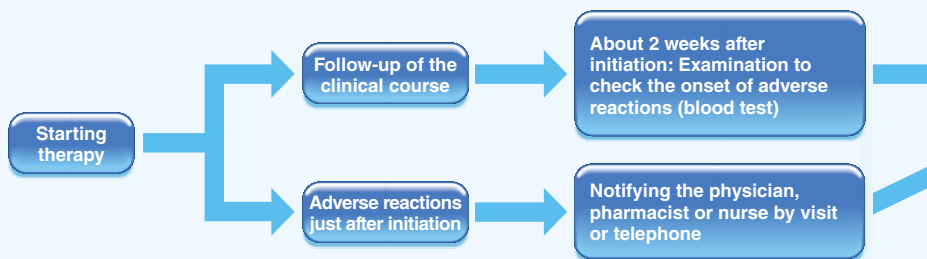 Starting
therapy
Follow-up of the
clinical course
About 2 weeks after
initiation: Examination to
check the onset of adverse
reactions (blood test)
Adverse reactions
just after initiation
Notifying the physician,
pharmacist or nurse by visit
or telephone